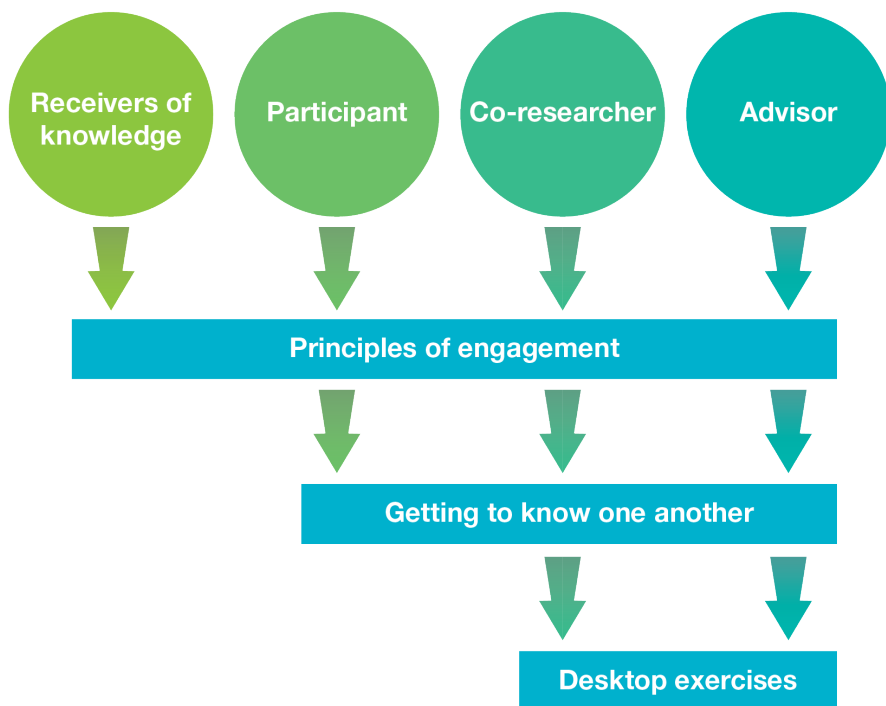 Receivers of
knowledge
Participant
Co-researcher
Advisor
Principles of engagement
Getting to know one another
Desktop exercises